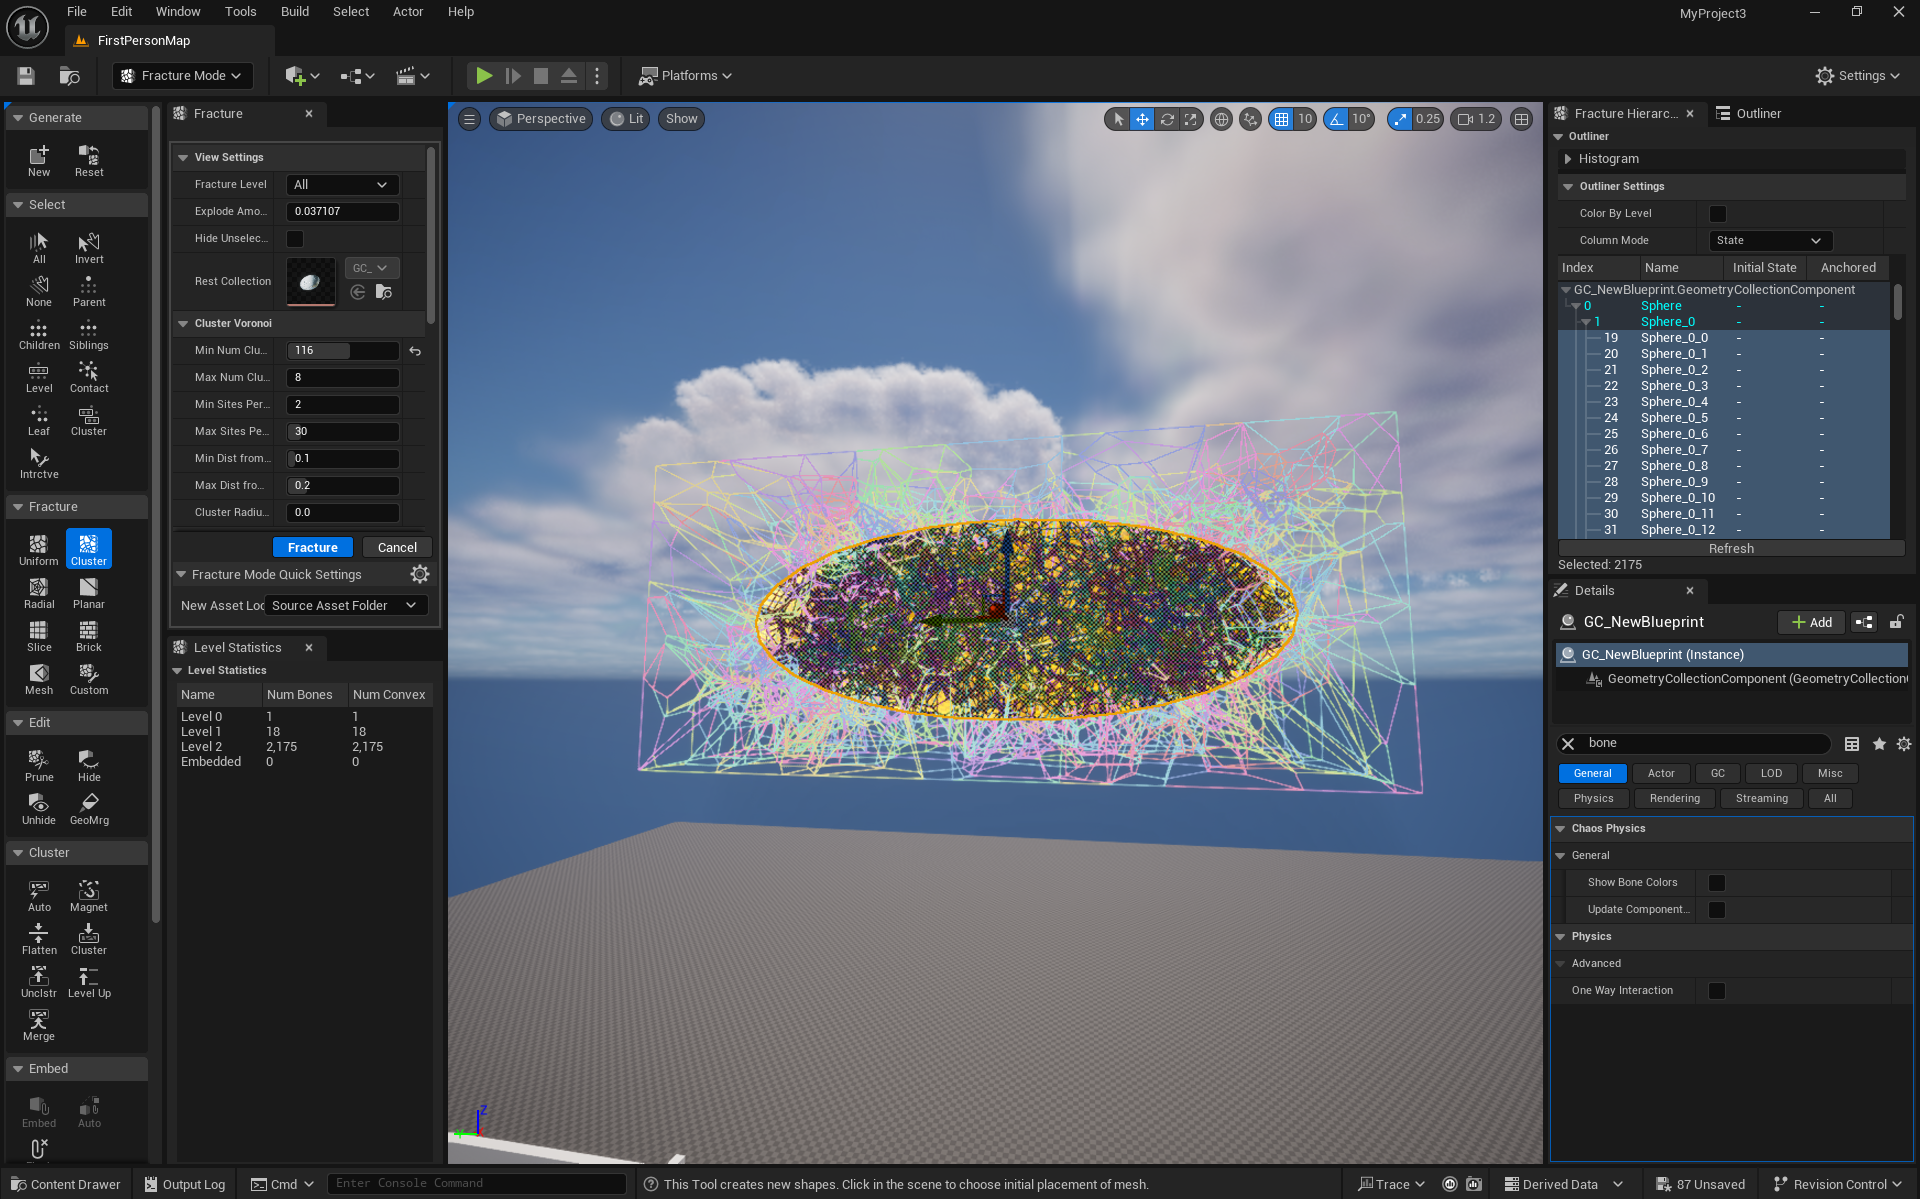 File Edit Window Tools Build Select Actor Help
MyProject3
FirstPersonMap
Fracture Mode
Platforms
Settings
Generate
New Reset
Select
All Invert
None Parent
Children Siblings
Level Contact
Leaf Cluster
Intrctve
Fracture
Uniform Cluster
Radial Planar
Slice Brick
Mesh Custom
Edit
Prune Hide
Unhide GeoMrg
Cluster
Auto Magnet
Flatten Cluster
Unclstr Level Up
Merge
Embed
Embed Auto
Fracture
View Settings
Fracture Level All
Explode Amo... 0.037107
Hide Unselec...
Rest Collection GC_
Cluster Voronoi
Min Num Clu... 116
Max Num Clu... 8
Min Sites Per... 2
Max Sites Pe... 30
Min Dist from... 0.1
Max Dist fro... 0.2
Cluster Radiu... 0.0
Fracture Cancel
Fracture Mode Quick Settings
New Asset Loc Source Asset Folder
Level Statistics
Level Statistics
Name Num Bones Num Convex
Level 0 1 1
Level 1 18 18
Level 2 2,175 2,175
Embedded 0 0
Perspective Lit Show
10 10° 0.25 1.2
Z
Fracture Hierarc... Outliner
Outliner
Histogram
Outliner Settings
Color By Level
Column Mode State
Index Name Initial State Anchored
GC_NewBlueprint.GeometryCollectionComponent
0 Sphere - -
1 Sphere_0 - -
19 Sphere_0_0 - -
20 Sphere_0_1 - -
21 Sphere_0_2 - -
22 Sphere_0_3 - -
23 Sphere_0_4 - -
24 Sphere_0_5 - -
25 Sphere_0_6 - -
26 Sphere_0_7 - -
27 Sphere_0_8 - -
28 Sphere_0_9 - -
29 Sphere_0_10 - -
30 Sphere_0_11 - -
31 Sphere_0_12 - -
Refresh
Selected: 2175
Details
GC_NewBlueprint
+ Add
GC_NewBlueprint (Instance)
GeometryCollectionComponent (GeometryCollection
bone
General Actor GC LOD Misc
Physics Rendering Streaming All
Chaos Physics
General
Show Bone Colors
Update Component...
Physics
Advanced
One Way Interaction
Content Drawer Output Log Cmd Enter Console Command
This Tool creates new shapes. Click in the scene to choose initial placement of mesh.
Trace Derived Data 87 Unsaved Revision Control